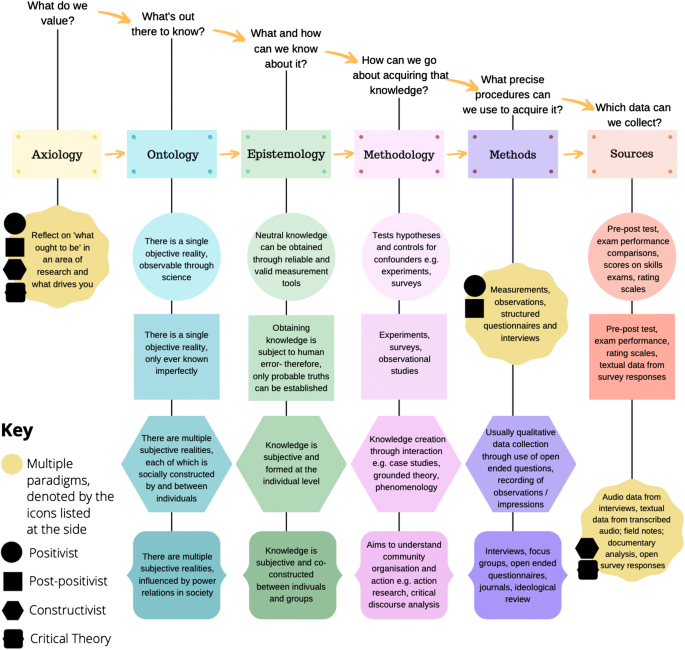 What do we
value?
What's out
there to know?
What and how
can we know
about it?
How can we go
about acquiring that
knowledge?
What precise
procedures can
we use to acquire it?
Which data can
we collect?
Axiology
Ontology
Epistemology
Methodology
Methods
Sources
Reflect on 'what
ought to be' in
an area of
research and
what drives you
There is a single
objective reality,
observable through
science
Neutral knowledge
can be obtained
through reliable and
valid measurement
tools
Tests hypotheses
and controls for
confounders e.g.
experiments,
surveys
Measurements,
observations,
structured
questionnaires and
interviews
Pre-post test,
exam performance
comparisons,
scores on skills
exams, rating
scales
There is a single
objective reality,
only ever known
imperfectly
Obtaining
knowledge is
subject to human
error- therefore,
only probable truths
can be established
Experiments,
surveys,
observational
studies
Pre-post test,
exam performance,
rating scales,
textual data from
survey responses
There are multiple
subjective realities,
each of which is
socially constructed
by and between
individuals
Knowledge is
subjective and
formed at the
individual level
Knowledge creation
through interaction
e.g. case studies,
grounded theory,
phenomenology
Usually qualitative
data collection
through use of open
ended questions,
recording of
observations /
impressions
Audio data from
interviews, textual
data from transcribed
audio; field notes;
documentary
analysis, open
survey responses
There are multiple
subjective realities,
influenced by power
relations in society
Knowledge is
subjective and co-
constructed
between indivuals
and groups
Aims to understand
community
organisation and
action e.g. action
research, critical
discourse analysis
Interviews, focus
groups, open ended
questionnaires,
journals, ideological
review
Key
Multiple
paradigms,
denoted by the
icons listed
at the side
Positivist
Post-positivist
Constructivist
Critical Theory